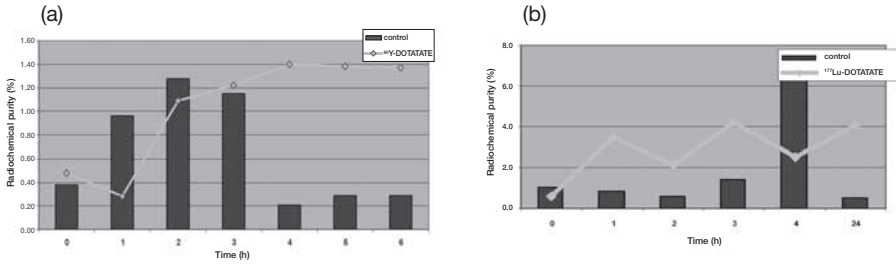 (a)
control
⁹⁰Y-DOTATATE
Radiochemical purity (%)
1.60
1.40
1.20
1.00
0.80
0.60
0.40
0.20
0.00
0 1 2 3 4 5 6
Time (h)
(b)
control
¹⁷⁷Lu-DOTATATE
Radiochemical purity (%)
8.0
6.0
4.0
2.0
0.0
0 1 2 3 4 24
Time (h)